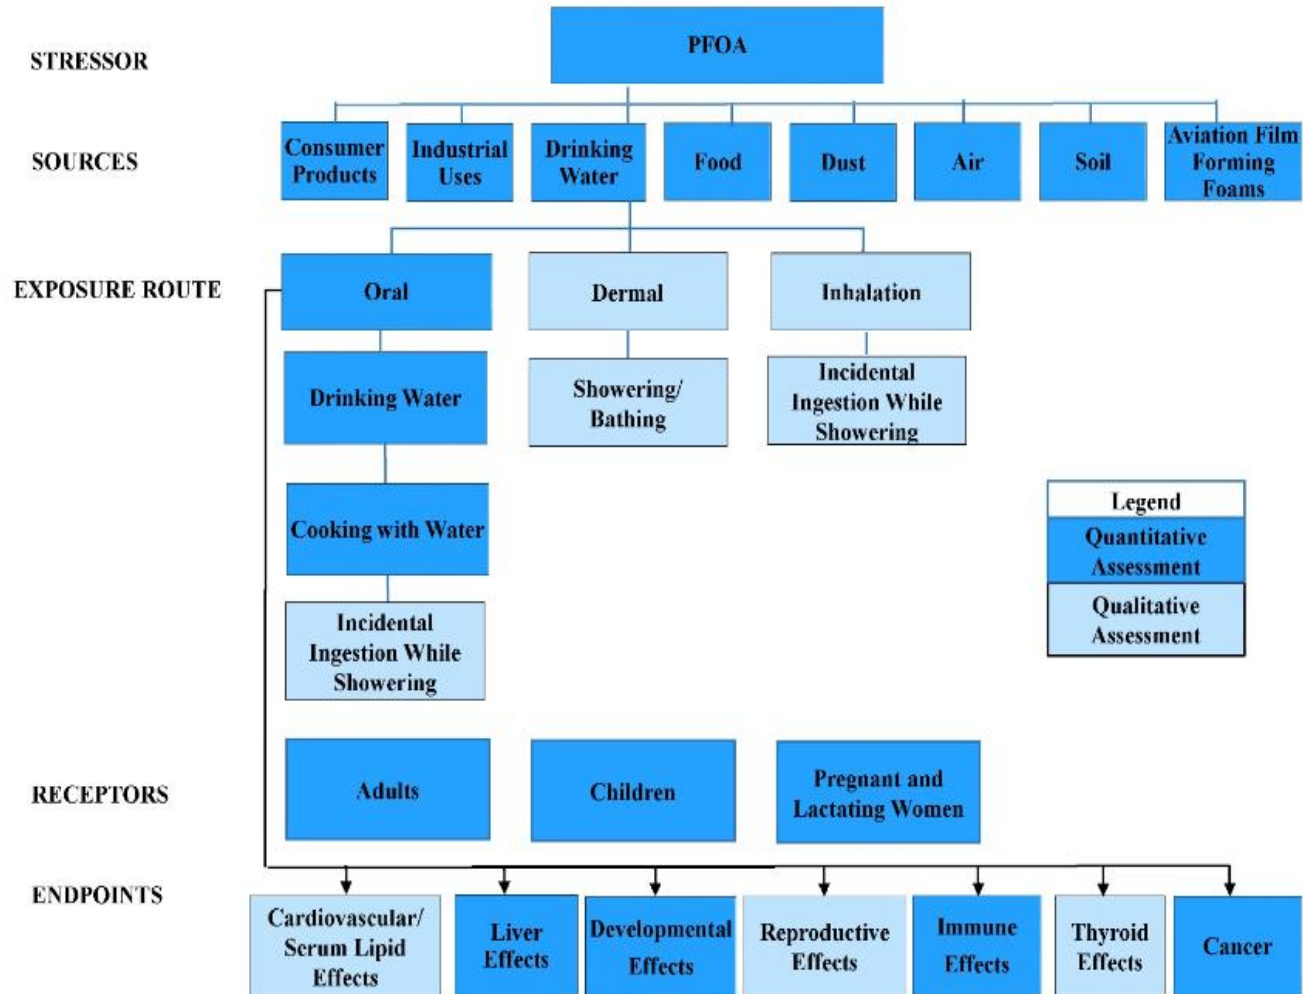 STRESSOR
PFOA
SOURCES
Consumer
Products
Industrial
Uses
Drinking
Water
Food
Dust
Air
Soil
Aviation Film
Forming
Foams
EXPOSURE ROUTE
Oral
Dermal
Inhalation
Drinking Water
Showering/
Bathing
Incidental
Ingestion While
Showering
Cooking with Water
Incidental
Ingestion While
Showering
Legend
Quantitative
Assessment
Qualitative
Assessment
RECEPTORS
Adults
Children
Pregnant and
Lactating Women
ENDPOINTS
Cardiovascular/
Serum Lipid
Effects
Liver
Effects
Developmental
Effects
Reproductive
Effects
Immune
Effects
Thyroid
Effects
Cancer